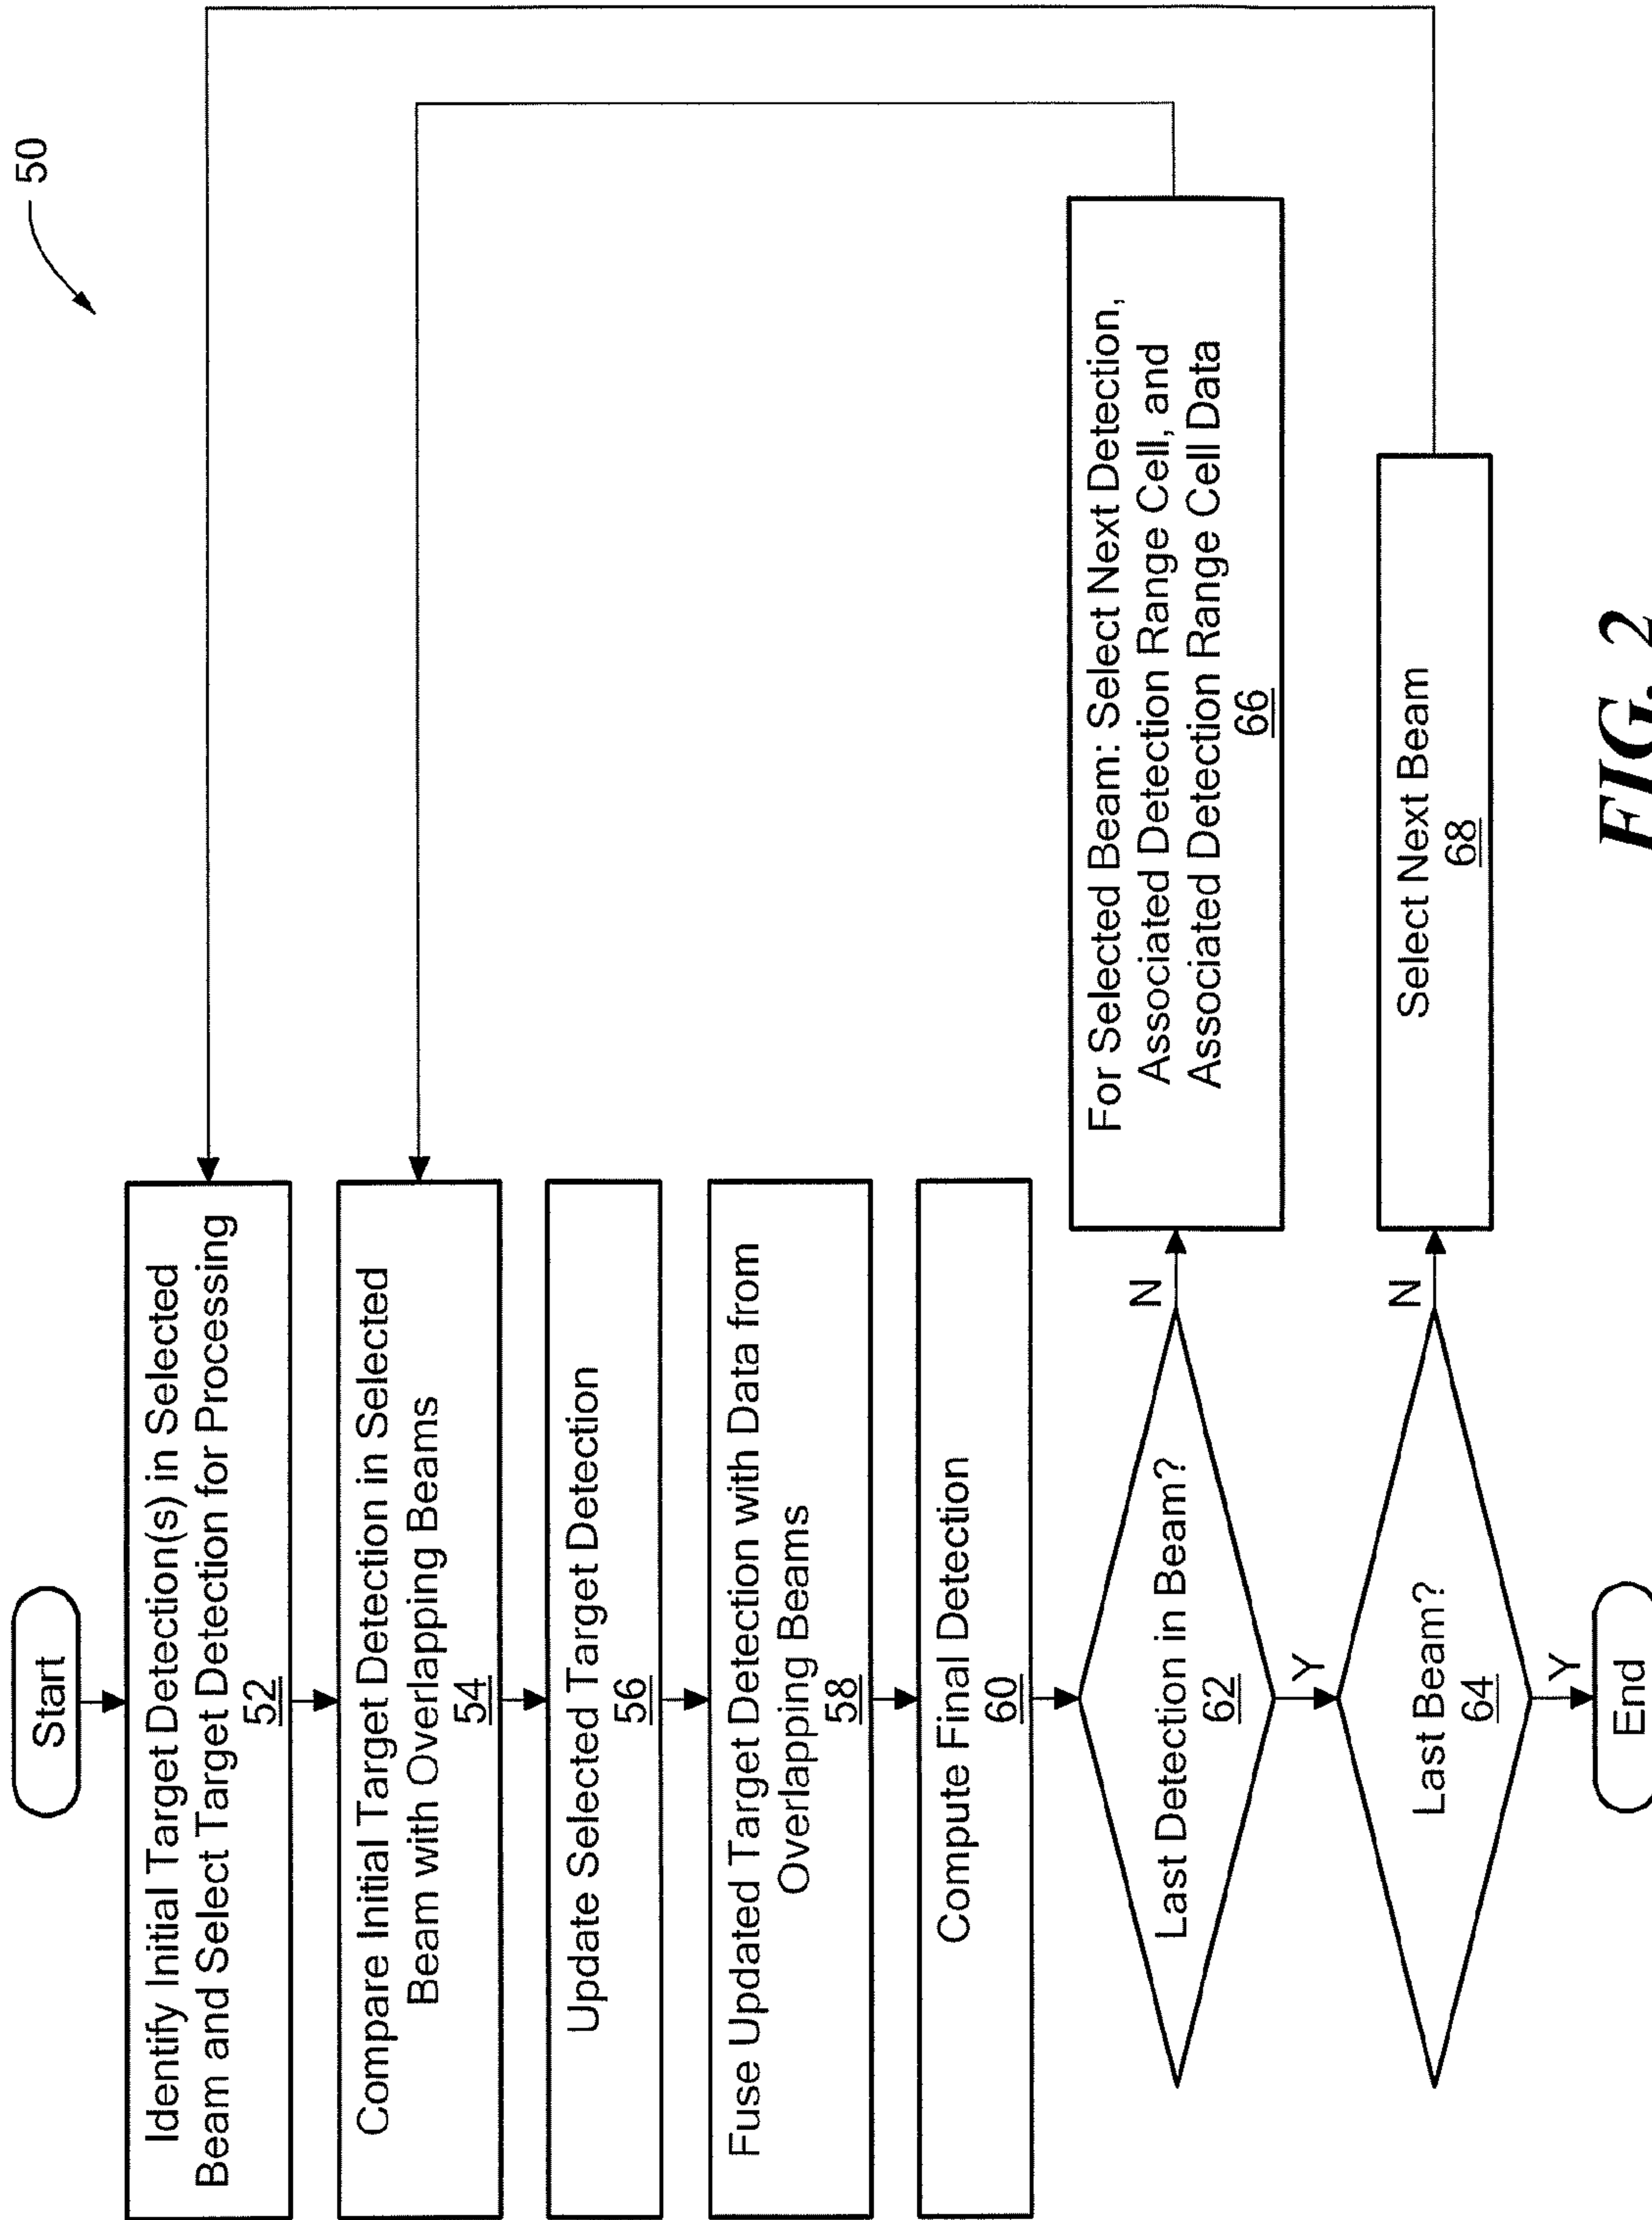 50
Start
Identify Initial Target Detection(s) in Selected
Beam and Select Target Detection for Processing
52
Compare Initial Target Detection in Selected
Beam with Overlapping Beams
54
Update Selected Target Detection
56
Fuse Updated Target Detection with Data from
Overlapping Beams
58
Compute Final Detection
60
Last Detection in Beam?
62
N
For Selected Beam: Select Next Detection,
Associated Detection Range Cell, and
Associated Detection Range Cell Data
66
Y
Last Beam?
64
N
Select Next Beam
68
Y
End
FIG. 2